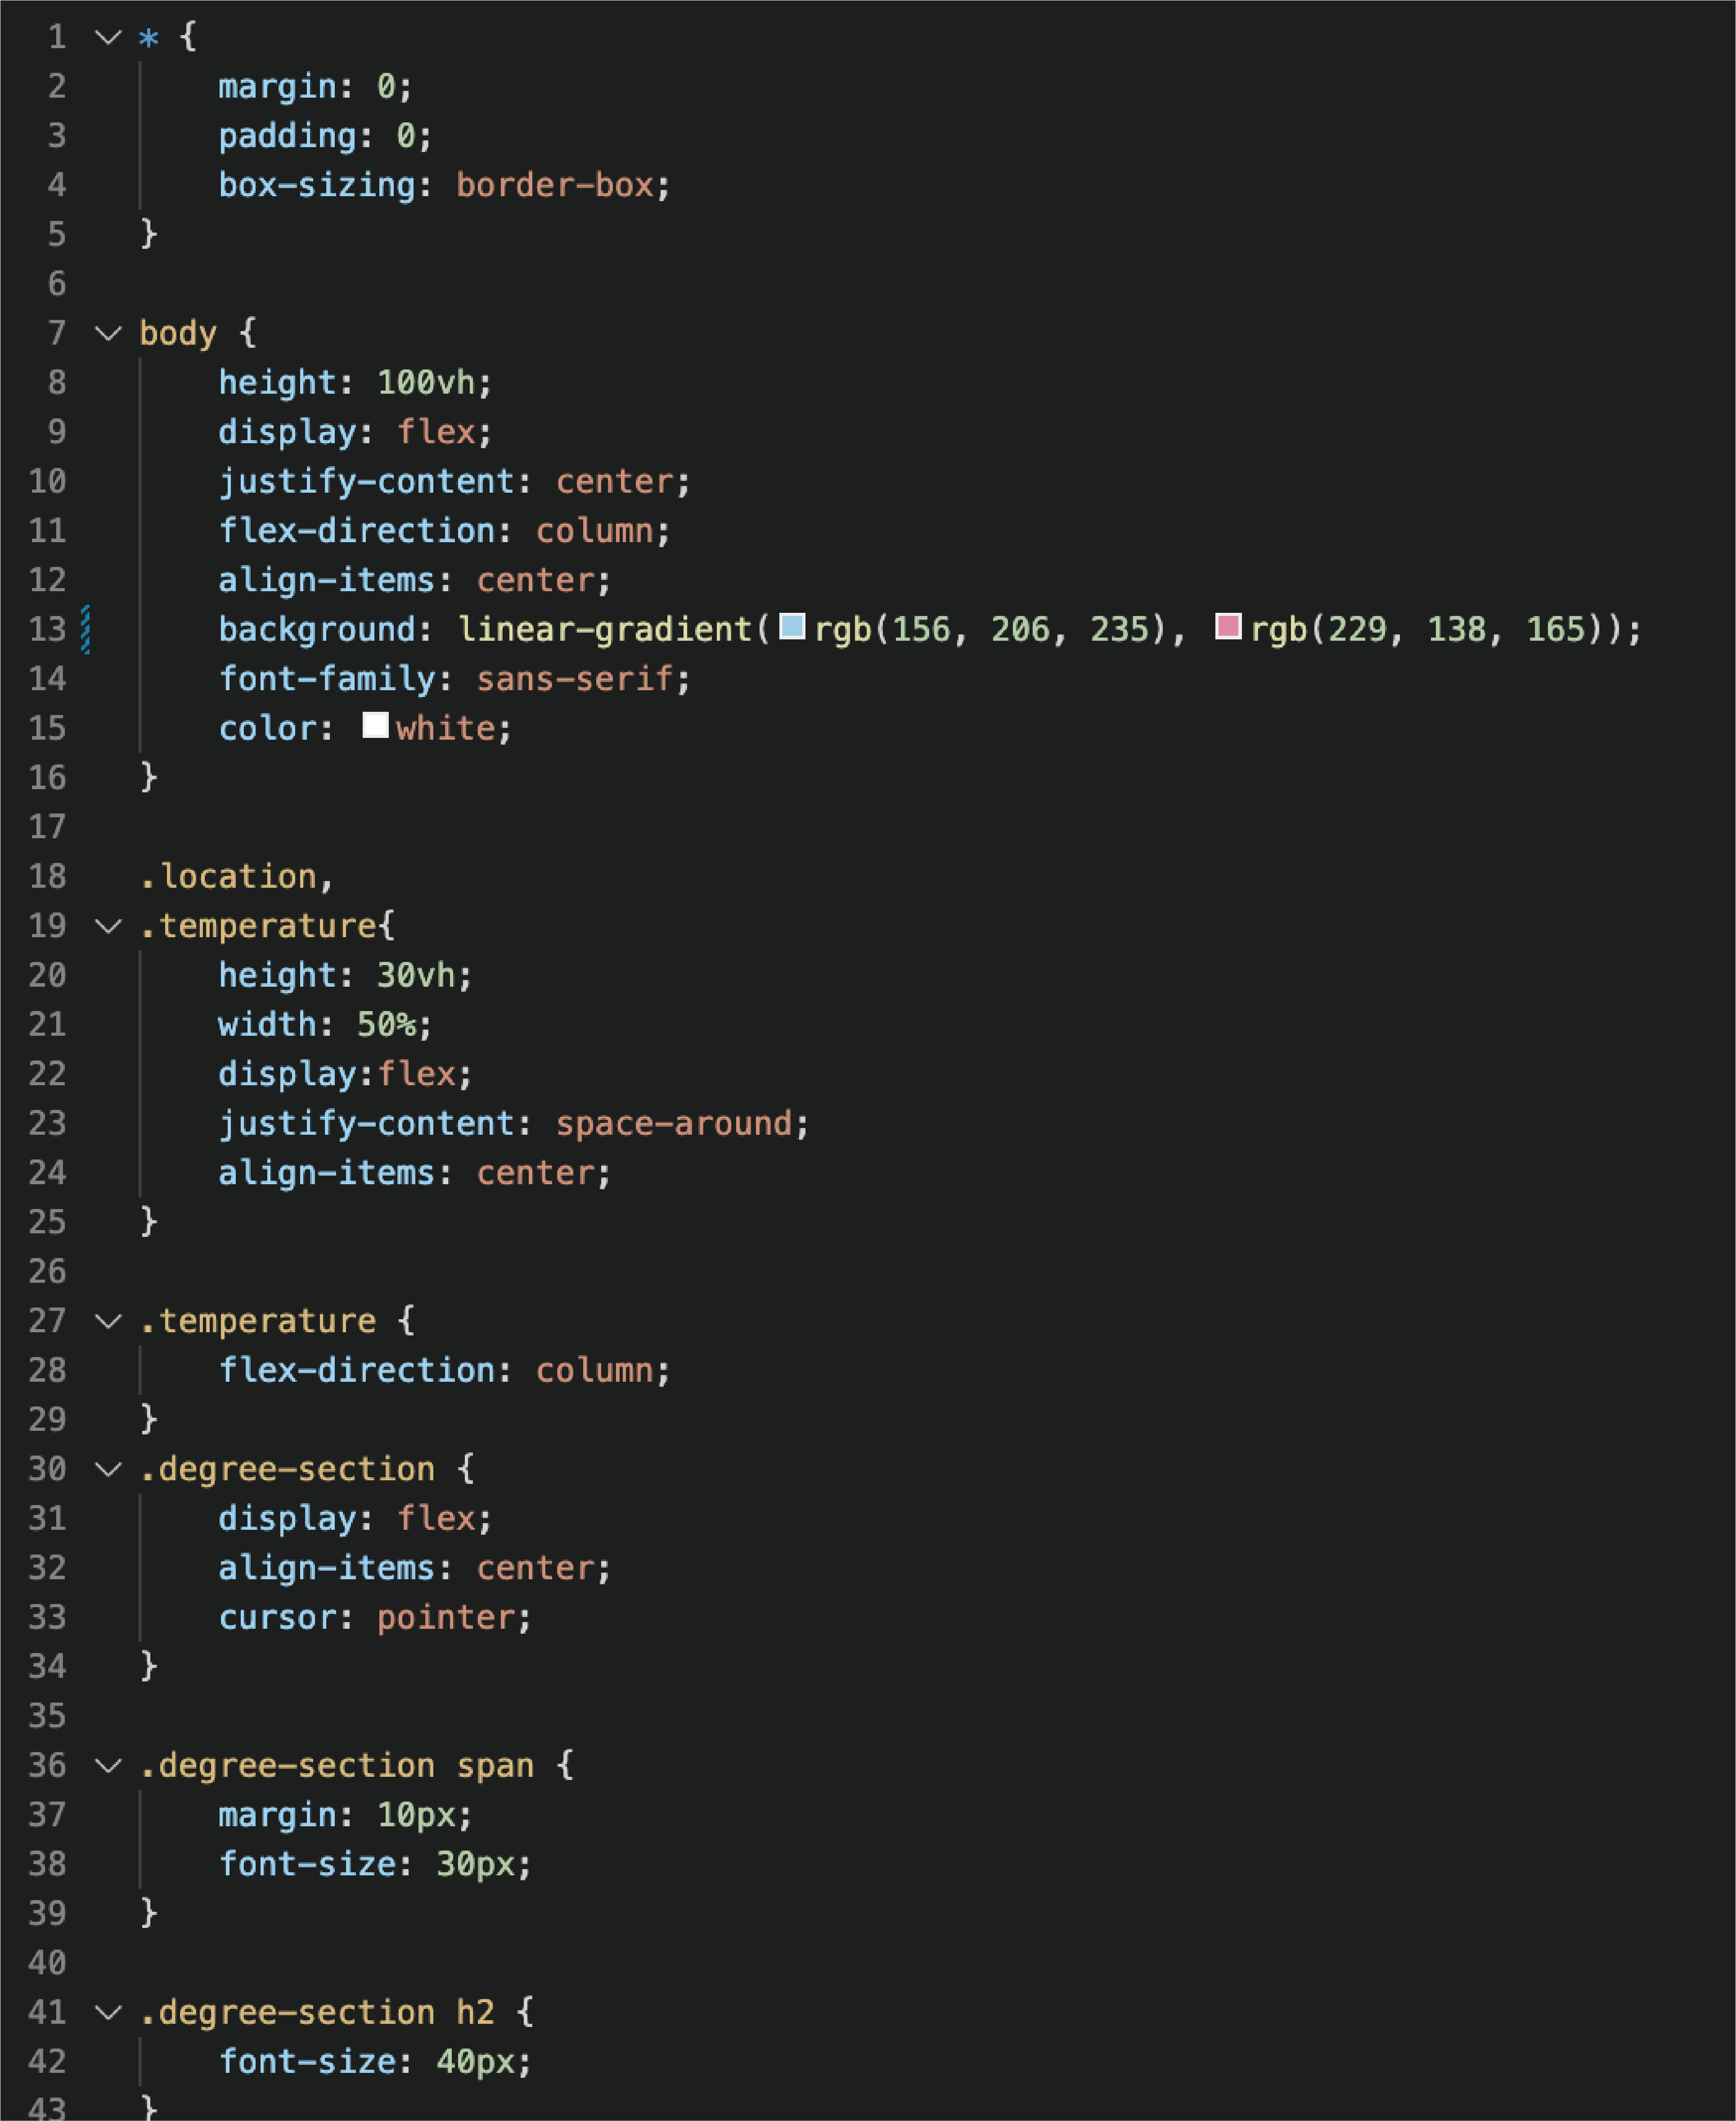 1 * {
2     margin: 0;
3     padding: 0;
4     box-sizing: border-box;
5 }
6
7 body {
8     height: 100vh;
9     display: flex;
10     justify-content: center;
11     flex-direction: column;
12     align-items: center;
13     background: linear-gradient(rgb(156, 206, 235), rgb(229, 138, 165));
14     font-family: sans-serif;
15     color: white;
16 }
17
18 .location,
19 .temperature{
20     height: 30vh;
21     width: 50%;
22     display:flex;
23     justify-content: space-around;
24     align-items: center;
25 }
26
27 .temperature {
28     flex-direction: column;
29 }
30 .degree-section {
31     display: flex;
32     align-items: center;
33     cursor: pointer;
34 }
35
36 .degree-section span {
37     margin: 10px;
38     font-size: 30px;
39 }
40
41 .degree-section h2 {
42     font-size: 40px;
43 }